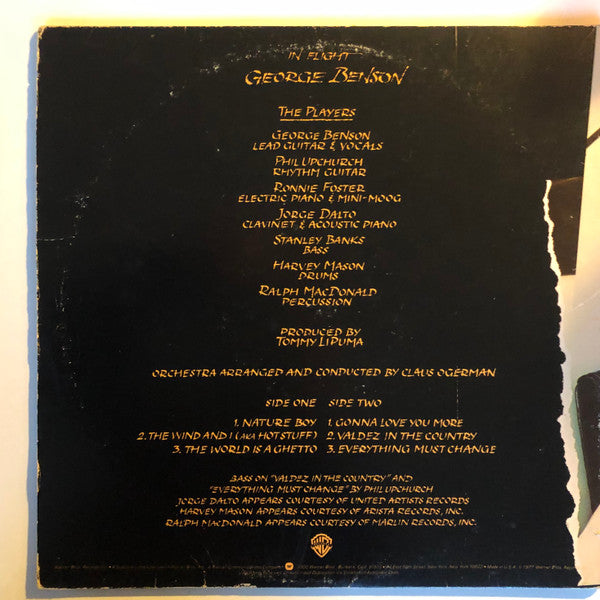 IN FLIGHT
GEORGE BENSON
THE PLAYERS
GEORGE BENSON
LEAD GUITAR & VOCALS
PHIL UPCHURCH
RHYTHM GUITAR
RONNIE FOSTER
ELECTRIC PIANO & MINI-MOOG
JORGE DALTO
CLAVINET & ACOUSTIC PIANO
STANLEY BANKS
BASS
HARVEY MASON
DRUMS
RALPH MACDONALD
PERCUSSION
PRODUCED BY
TOMMY LIPUMA
ORCHESTRA ARRANGED AND CONDUCTED BY CLAUS OGERMAN
SIDE ONE SIDE TWO
1. NATURE BOY 1. GONNA LOVE YOU MORE
2. THE WIND AND I (AKA HOT STUFF) 2. VALDEZ IN THE COUNTRY
3. THE WORLD IS A GHETTO 3. EVERYTHING MUST CHANGE
BASS ON "VALDEZ IN THE COUNTRY" AND
"EVERYTHING MUST CHANGE" BY PHIL UPCHURCH
JORGE DALTO APPEARS COURTESY OF UNITED ARTISTS RECORDS
HARVEY MASON APPEARS COURTESY OF ARISTA RECORDS, INC.
RALPH MACDONALD APPEARS COURTESY OF MARLIN RECORDS, INC.